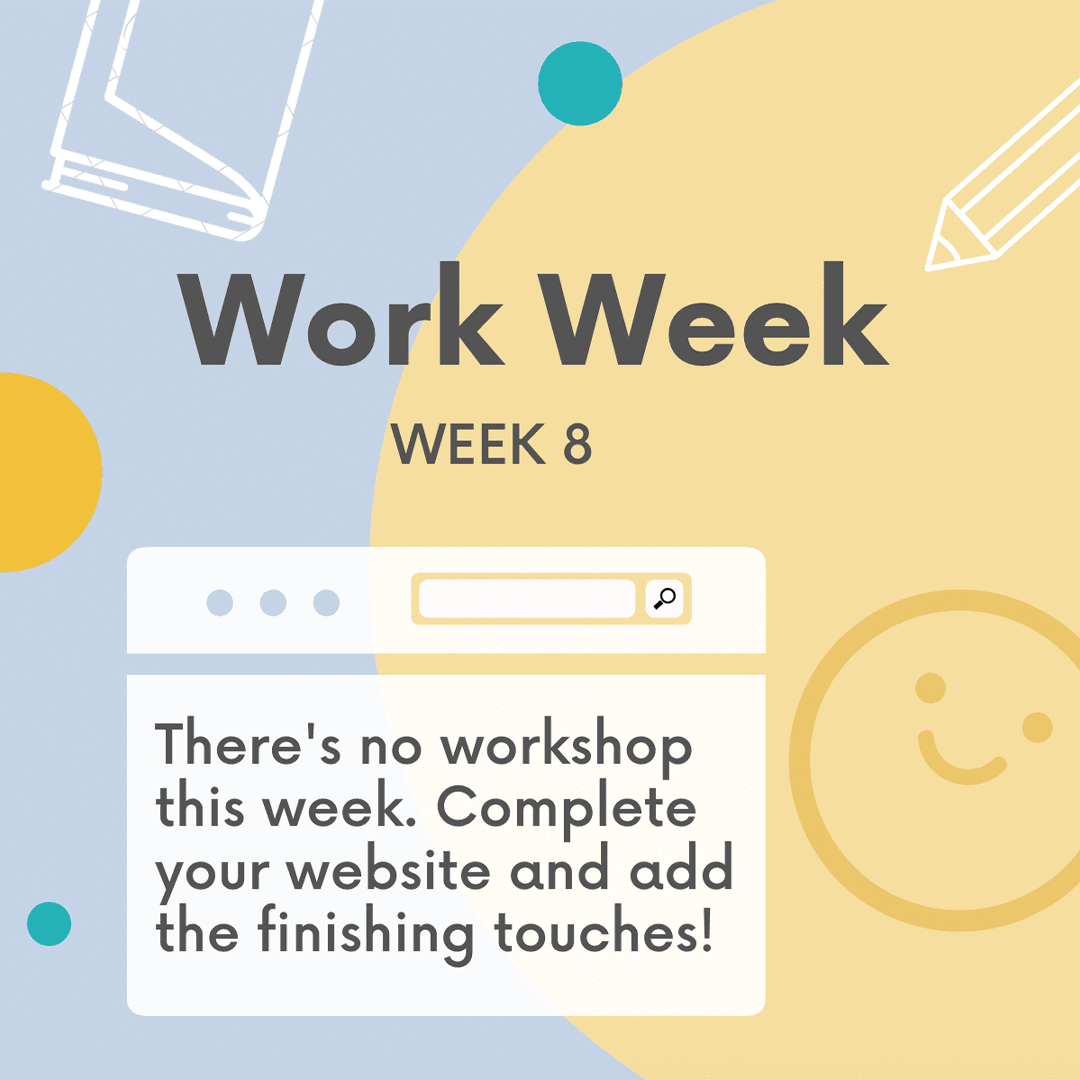 Work Week
WEEK 8
There's no workshop
this week. Complete
your website and add
the finishing touches!